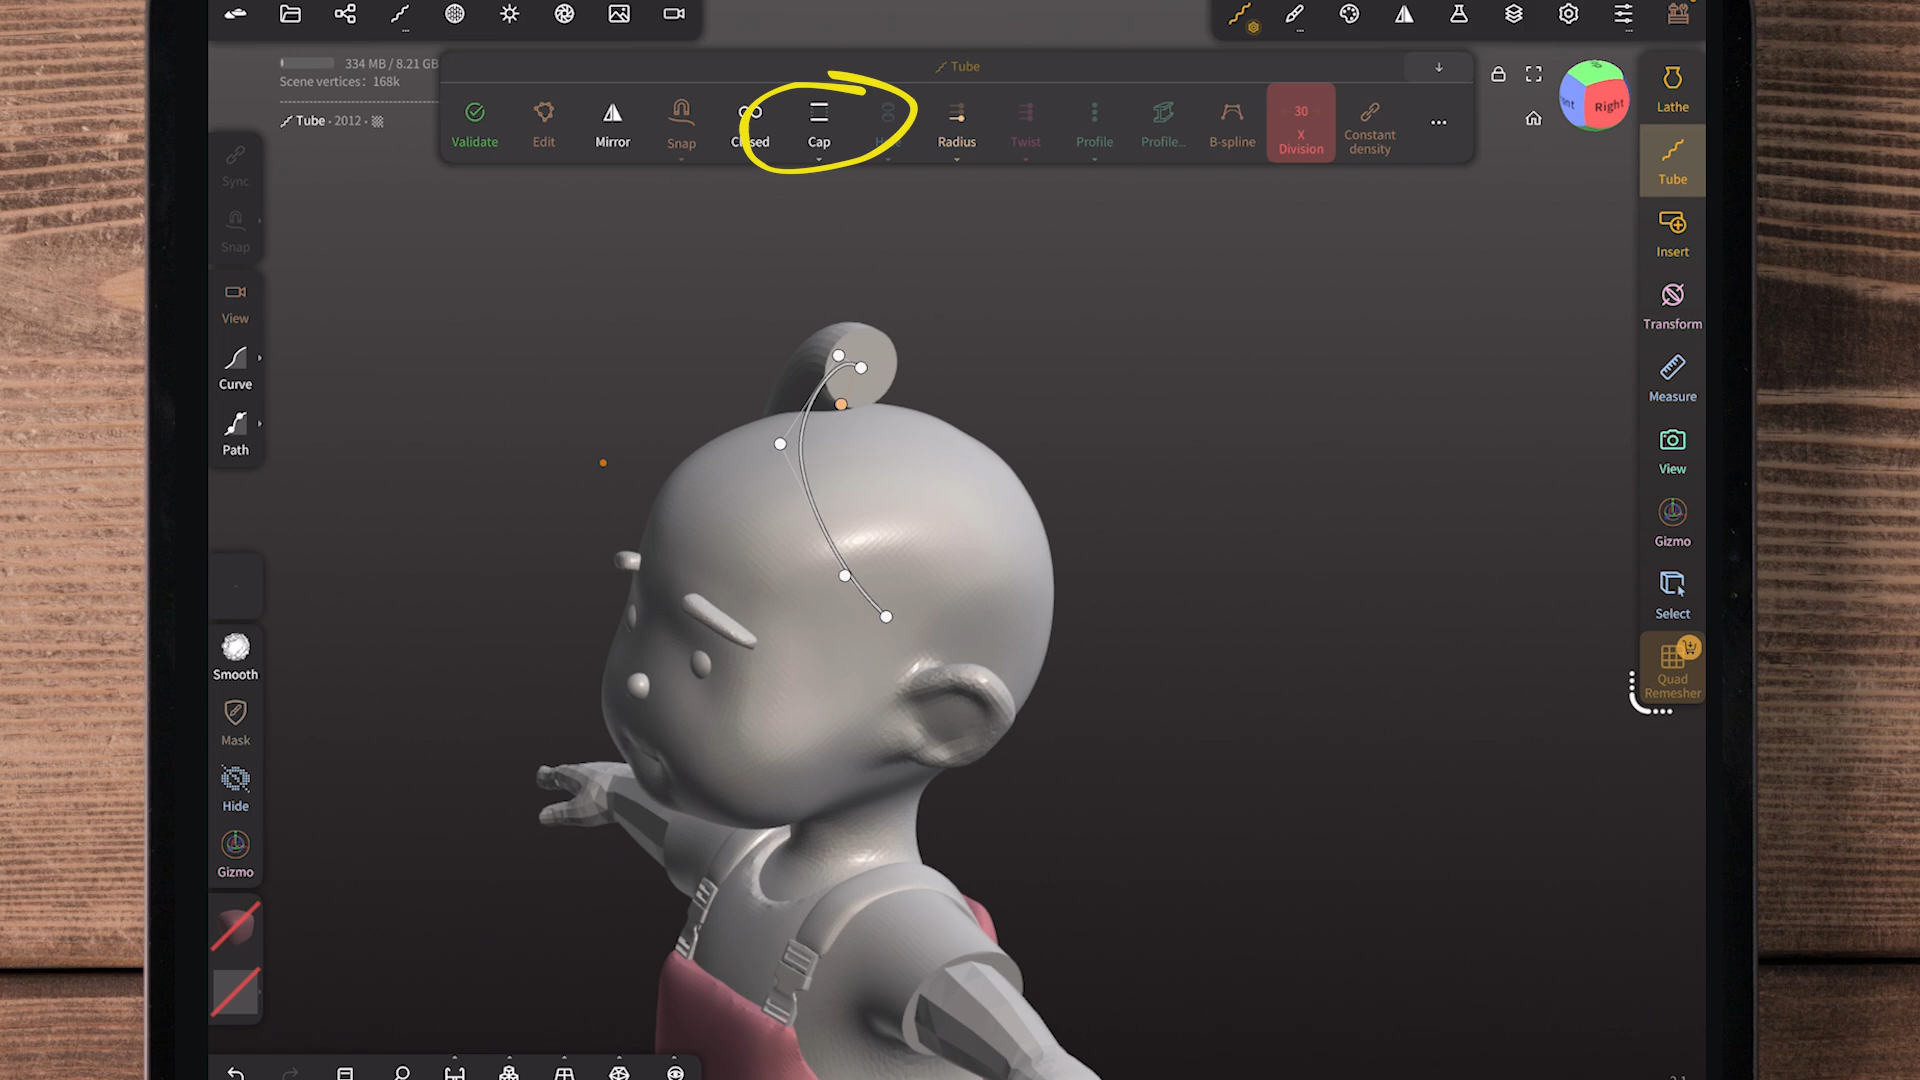 334 MB / 8.21 GB
Scene vertices: 168k
Tube • 2012 •
Tube
Validate
Edit
Mirror
Snap
Closed
Cap
Radius
Twist
Profile
Profile...
B-spline
30
X
Division
Constant
density
...
Right
Lathe
Tube
Insert
Transform
Measure
View
Gizmo
Select
Quad
Remesher
Sync
Snap
View
Curve
Path
Smooth
Mask
Hide
Gizmo